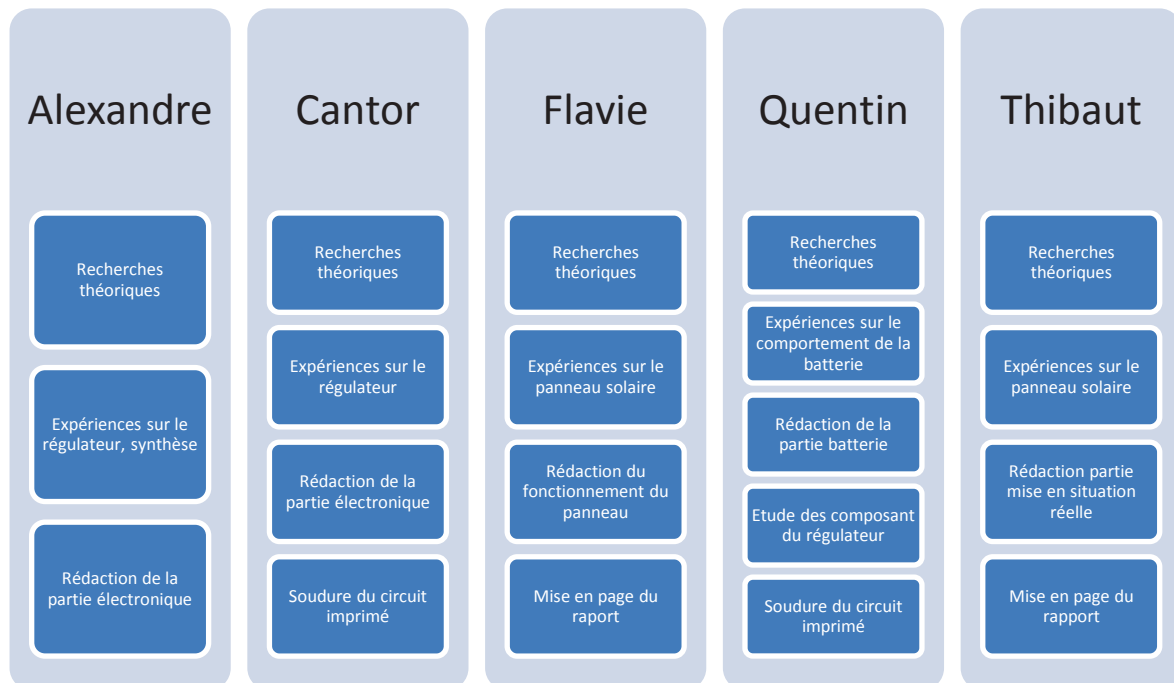 Alexandre
Recherches
théoriques
Expériences sur le
régulateur, synthèse
Rédaction de la
partie électronique
Cantor
Recherches
théoriques
Expériences sur le
régulateur
Rédaction de la
partie électronique
Soudure du circuit
imprimé
Flavie
Recherches
théoriques
Expériences sur le
panneau solaire
Rédaction du
fonctionnement du
panneau
Mise en page du
raport
Quentin
Recherches
théoriques
Expériences sur le
comportement de la
batterie
Rédaction de la
partie batterie
Etude des composant
du régulateur
Soudure du circuit
imprimé
Thibaut
Recherches
théoriques
Expériences sur le
panneau solaire
Rédaction partie
mise en situation
réelle
Mise en page du
rapport